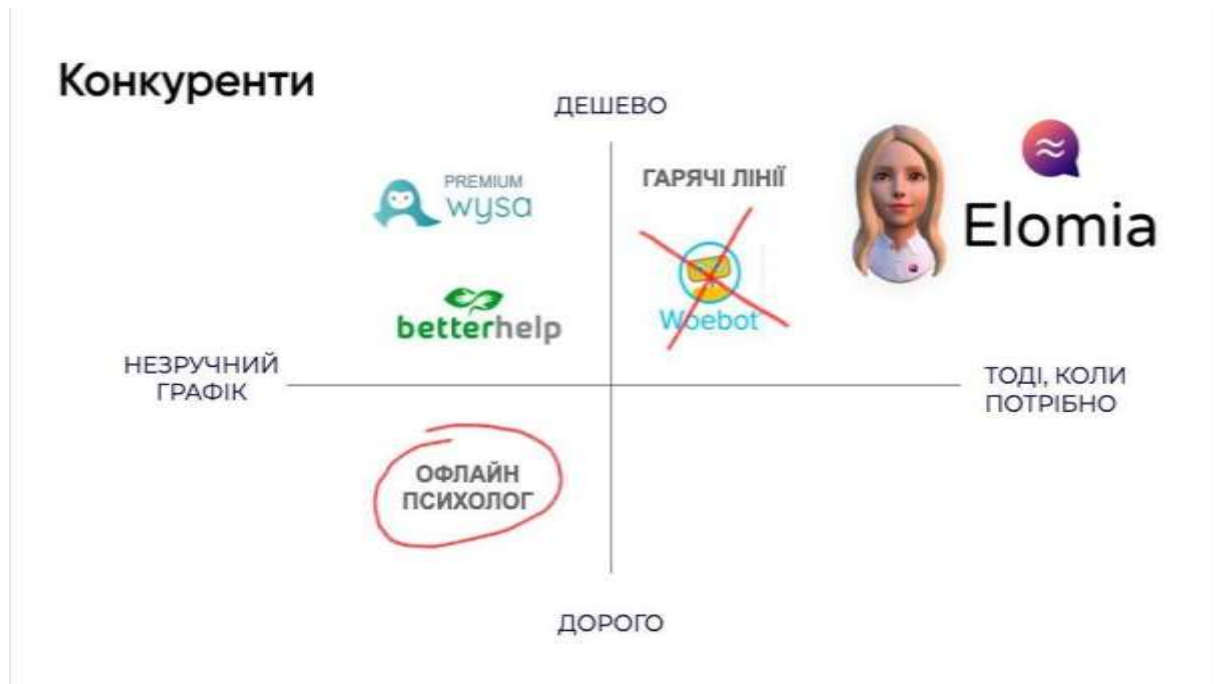 Конкуренти
ДЕШЕВО
PREMIUM
wysa
ГАРЯЧІ ЛІНІЇ
Elomia
betterhelp
Woebot
НЕЗРУЧНИЙ
ГРАФІК
ТОДІ, КОЛИ
ПОТРІБНО
ОФЛАЙН
ПСИХОЛОГ
ДОРОГО